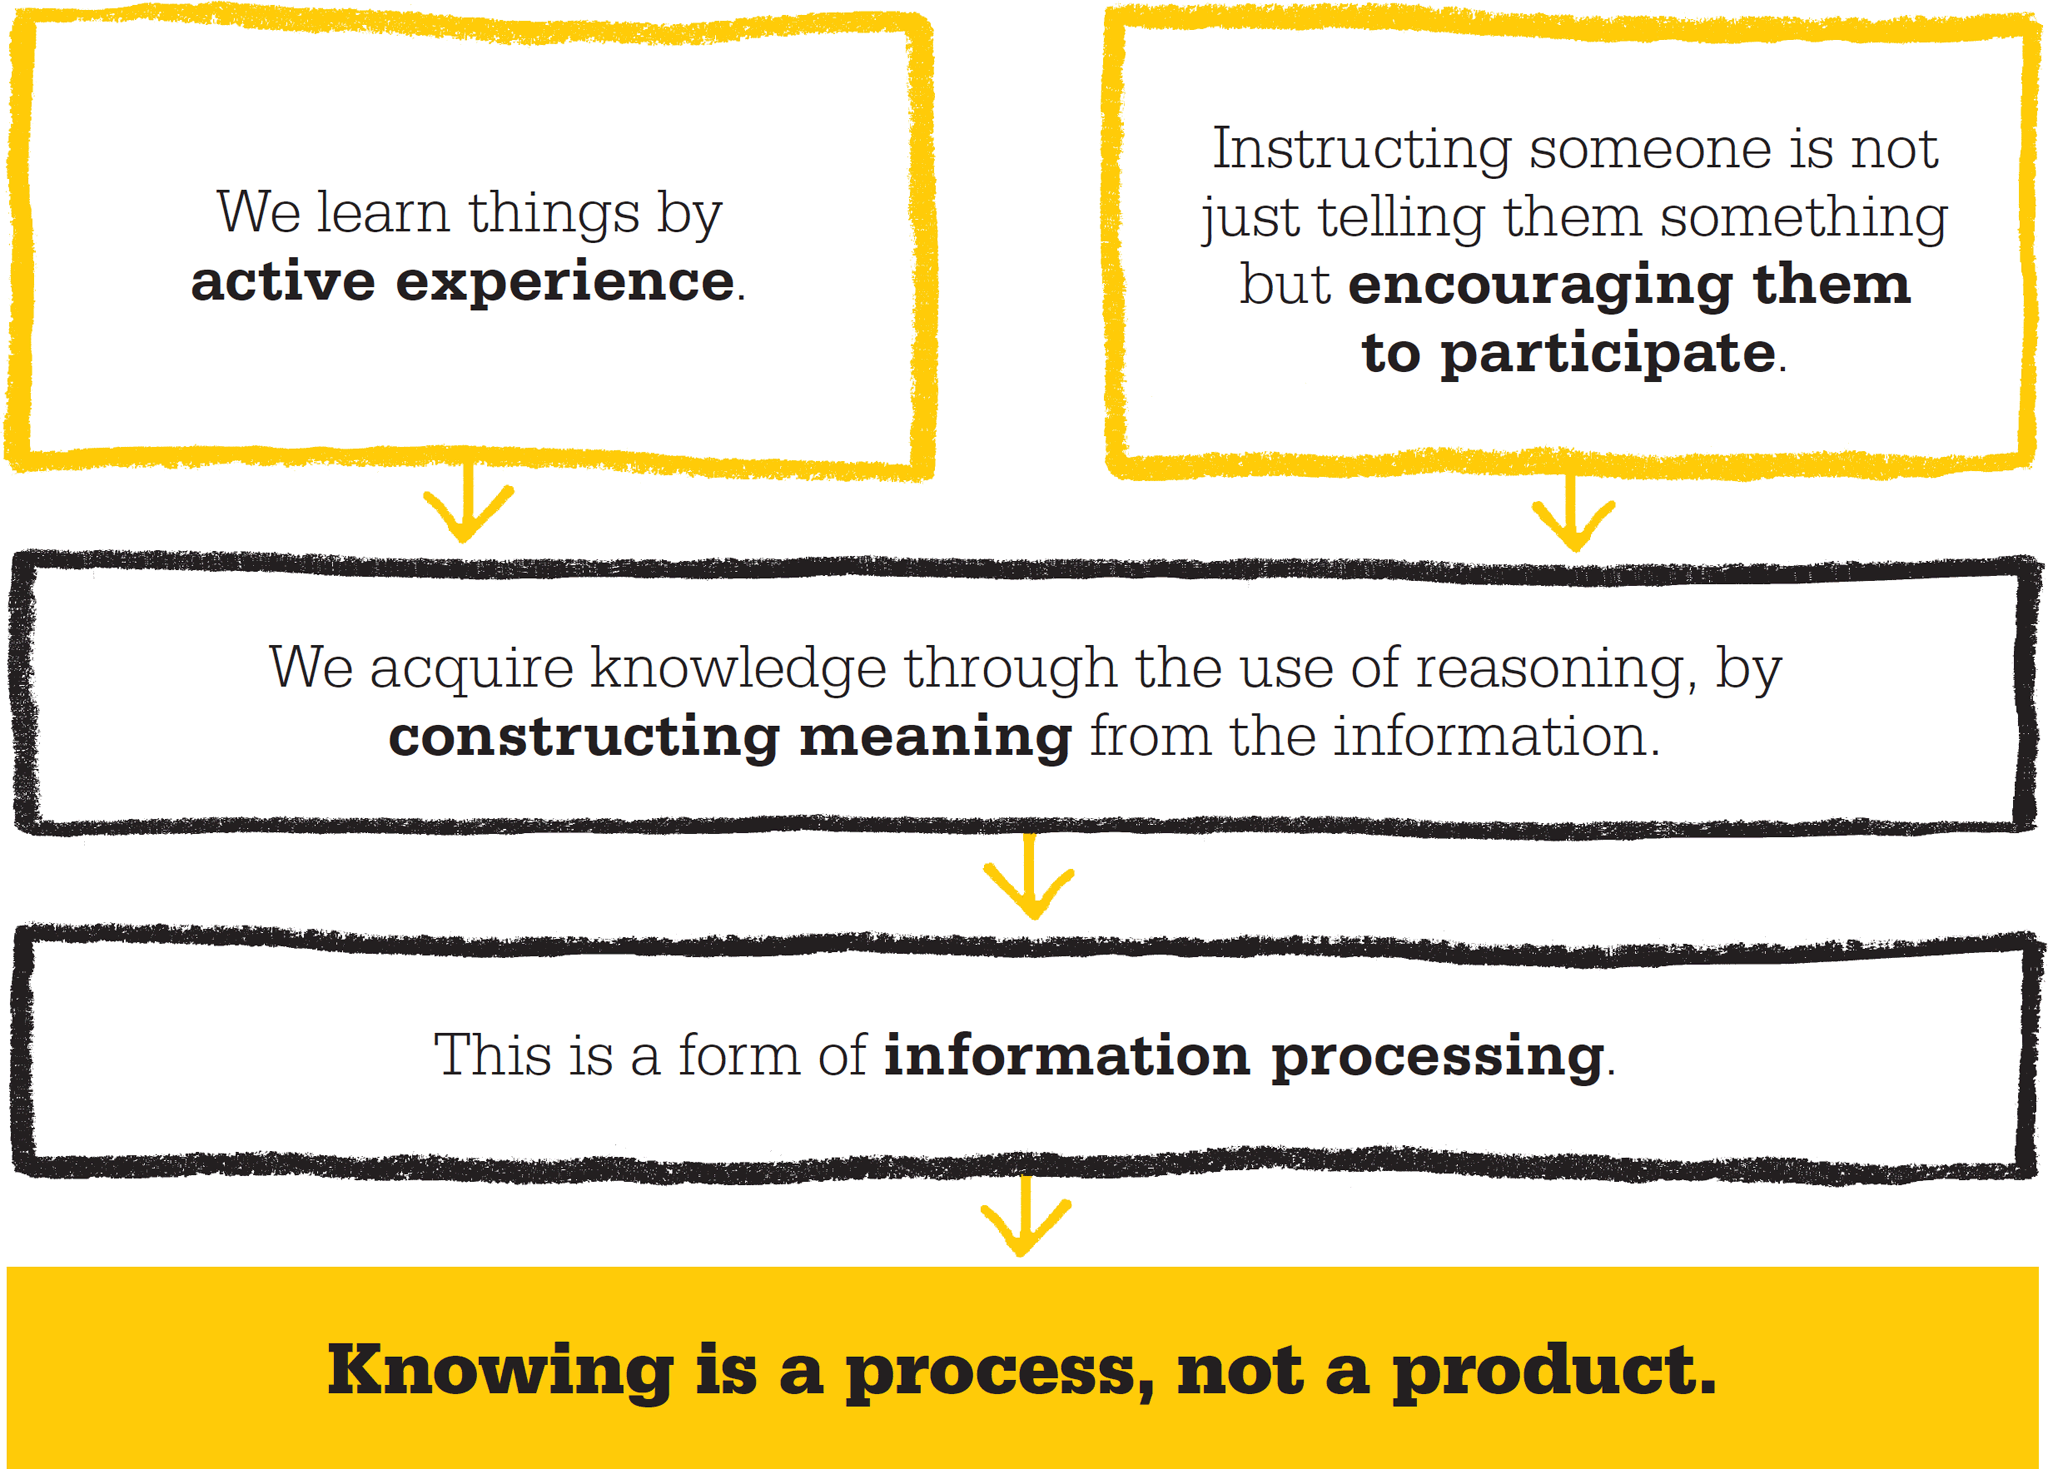 We learn things by
active experience.
Instructing someone is not
just telling them something
but encouraging them
to participate.
We acquire knowledge through the use of reasoning, by
constructing meaning from the information.
This is a form of information processing.
Knowing is a process, not a product.